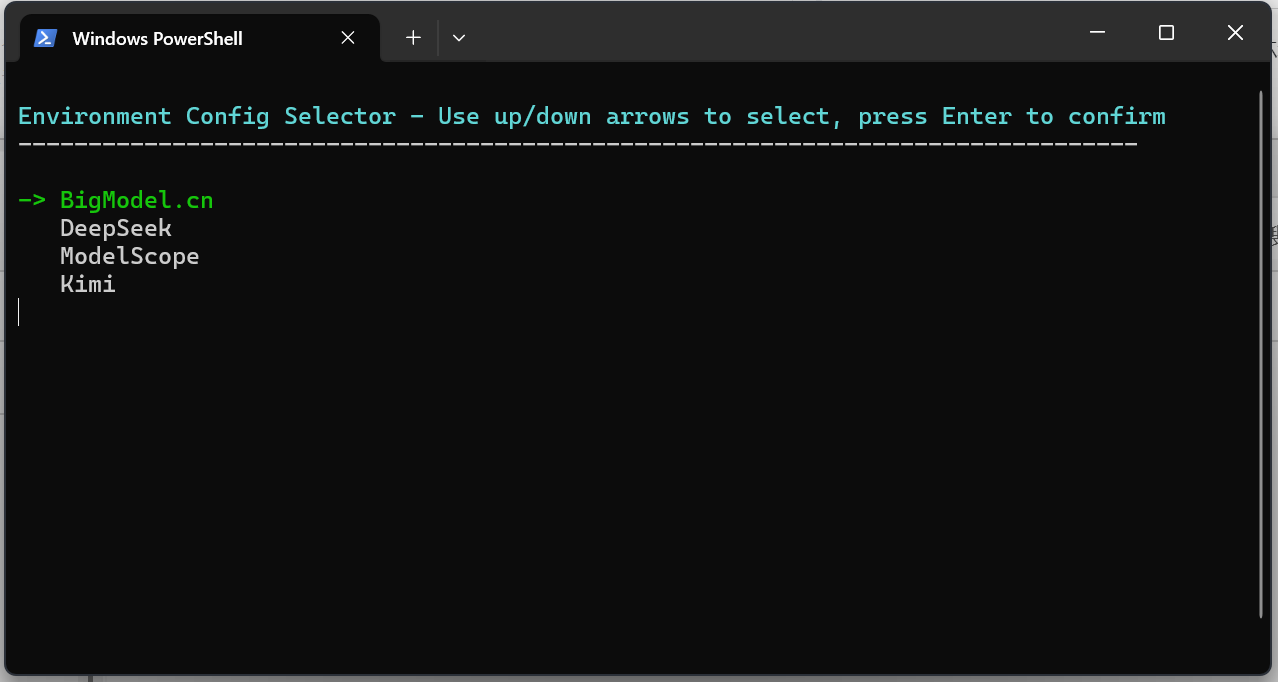 Windows PowerShell
Environment Config Selector - Use up/down arrows to select, press Enter to confirm
--------------------------------------------------------------------------------
-> BigModel.cn
DeepSeek
ModelScope
Kimi